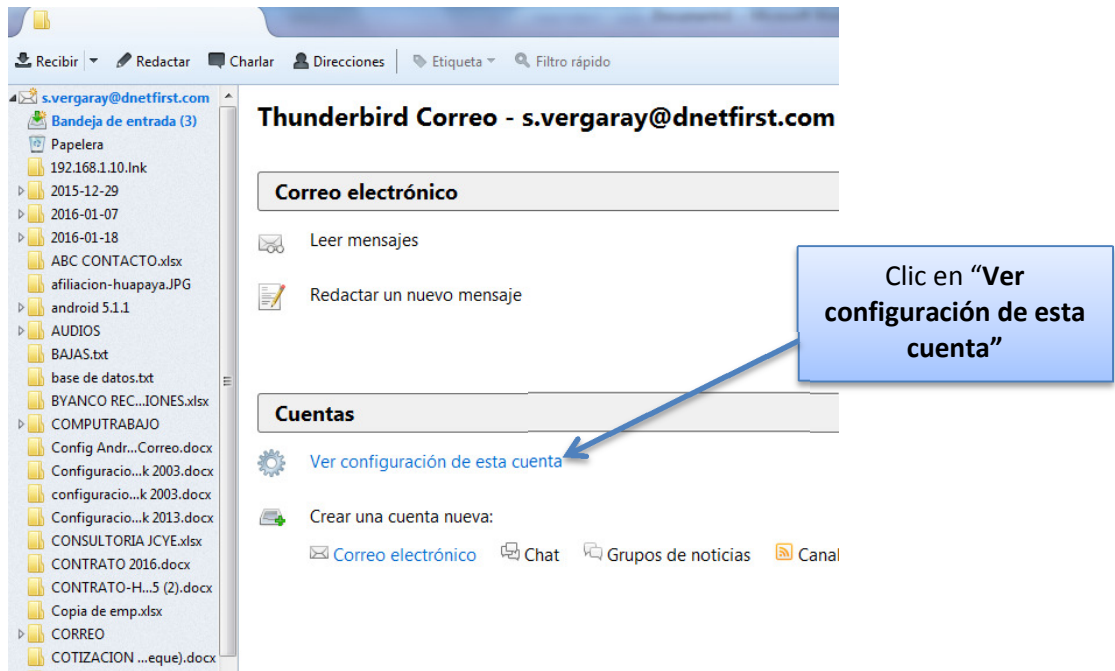 Recibir Redactar Charlar Direcciones Etiqueta Filtro rápido
s.vergaray@dnetfirst.com
Bandeja de entrada (3)
Papelera
192.168.1.10.lnk
2015-12-29
2016-01-07
2016-01-18
ABC CONTACTO.xlsx
afiliacion-huapaya.JPG
android 5.1.1
AUDIOS
BAJAS.txt
base de datos.txt
BYANCO REC...IONES.xlsx
COMPUTRABAJO
Config Andr...Correo.docx
Configuracio...k 2003.docx
configuracio...k 2003.docx
Configuracio...k 2013.docx
CONSULTORIA JCYE.xlsx
CONTRATO 2016.docx
CONTRATO-H...5 (2).docx
Copia de emp.xlsx
CORREO
COTIZACION ...eque).docx
Thunderbird Correo - s.vergaray@dnetfirst.com
Correo electrónico
Leer mensajes
Redactar un nuevo mensaje
Cuentas
Ver configuración de esta cuenta
Crear una cuenta nueva:
Correo electrónico Chat Grupos de noticias Canal
Clic en “Ver
configuración de esta
cuenta”